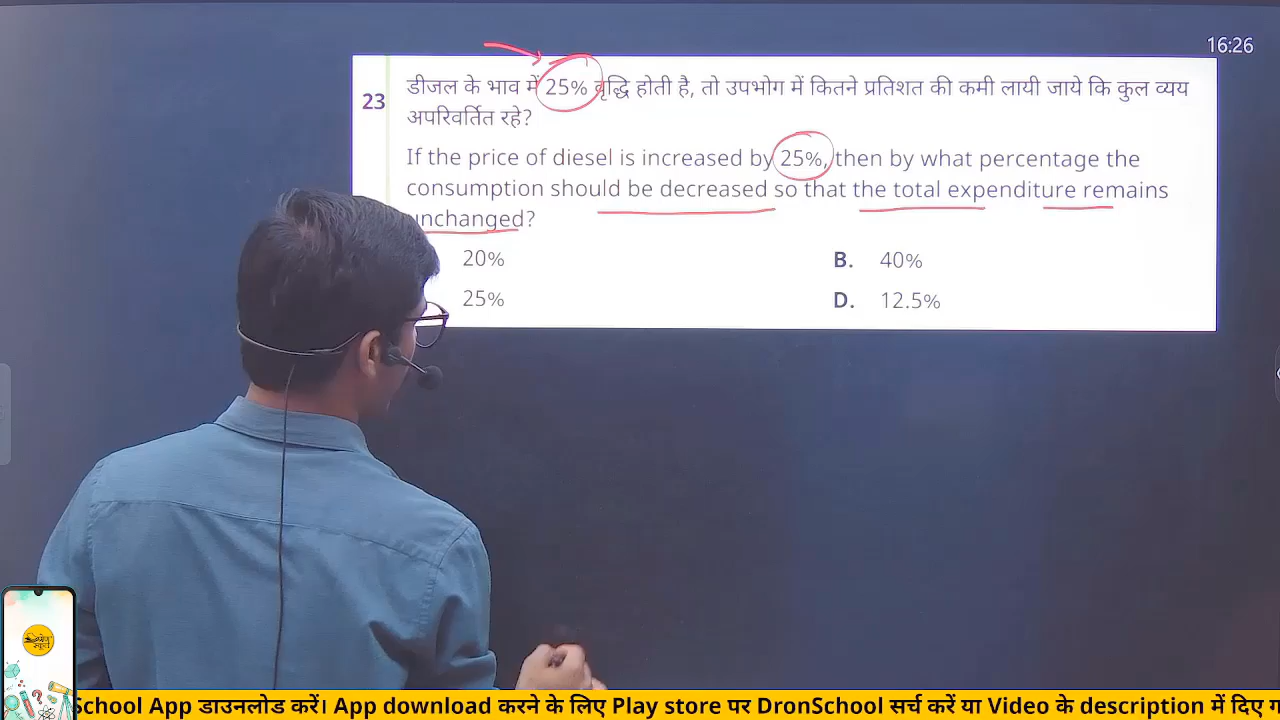 16:26
23
डीजल के भाव में 25% वृद्धि होती है, तो उपभोग में कितने प्रतिशत की कमी लायी जाये कि कुल व्यय
अपरिवर्तित रहे?
If the price of diesel is increased by 25%, then by what percentage the
consumption should be decreased so that the total expenditure remains
unchanged?
20%
B. 40%
25%
D. 12.5%
School App डाउनलोड करें। App download करने के लिए Play store पर DronSchool सर्च करें या Video के description में दिए